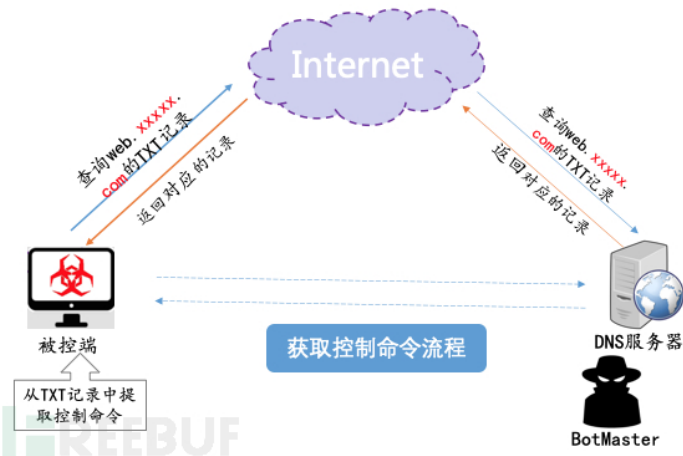 Internet
查询web. xxxxx.
com的TXT记录
返回对应的记录
查询web. xxxxx.
com的TXT记录
返回对应的记录
被控端
获取控制命令流程
DNS服务器
从TXT记录中提
取控制命令
BotMaster
FREEBUF